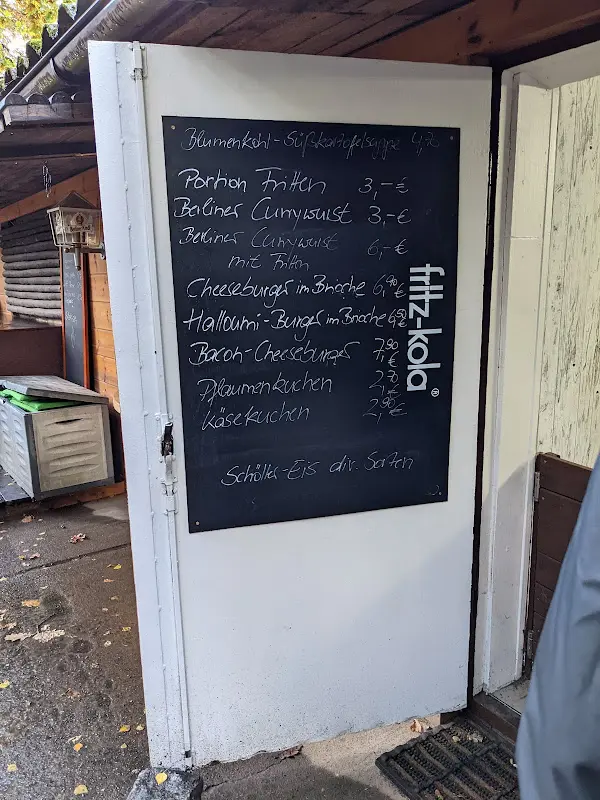 Blumenkohl-Süßkartoffelsuppe 4,70
Portion Fritten 3,-€
Berliner Currywurst 3,-€
Berliner Currywurst 6,-€
mit Fritten
Cheeseburger im Brioche 6,90 €
Halloumi-Burger im Brioche 6,50 €
Bacon-Cheeseburger 7,90 €
Pflaumenkuchen 2,70 €
Käsekuchen 2,90 €
Schöller-Eis div. Sorten
fritz-kola®